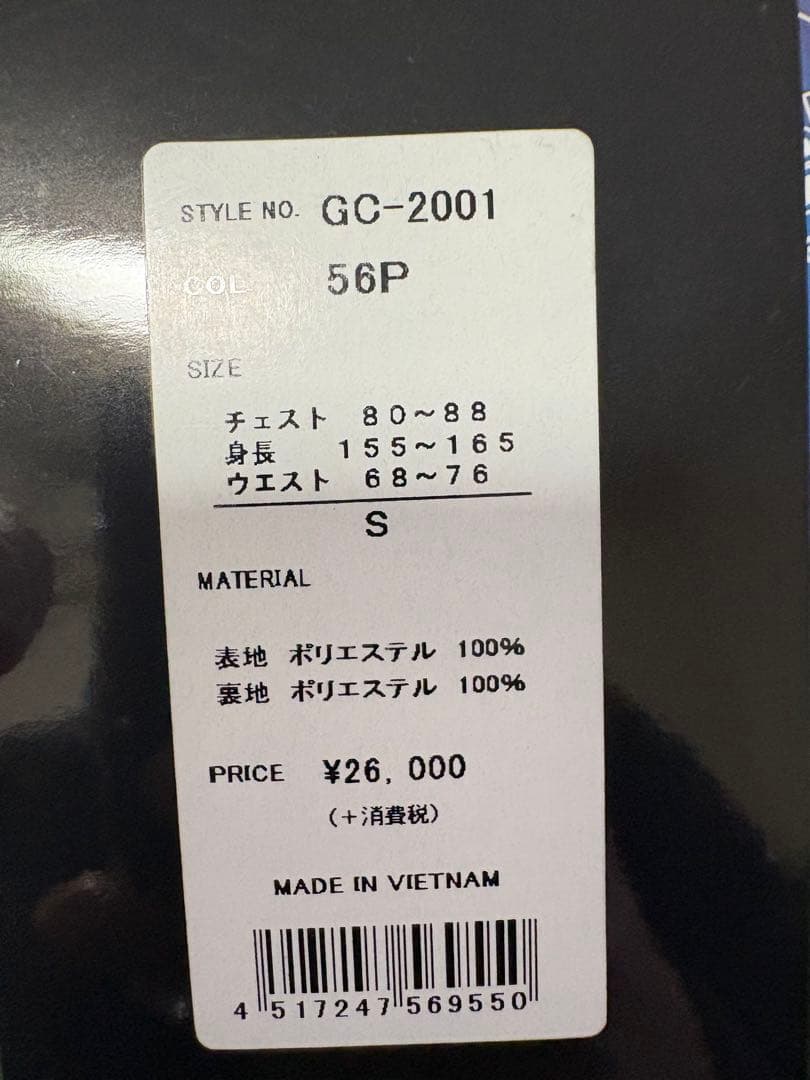 STYLE NO. GC-2001
COL 56P
SIZE
チェスト 80～88
身長 155～165
ウエスト 68～76
S
MATERIAL
表地 ポリエステル 100%
裏地 ポリエステル 100%
PRICE ¥26,000
(+消費税)
MADE IN VIETNAM
4 517247 569550